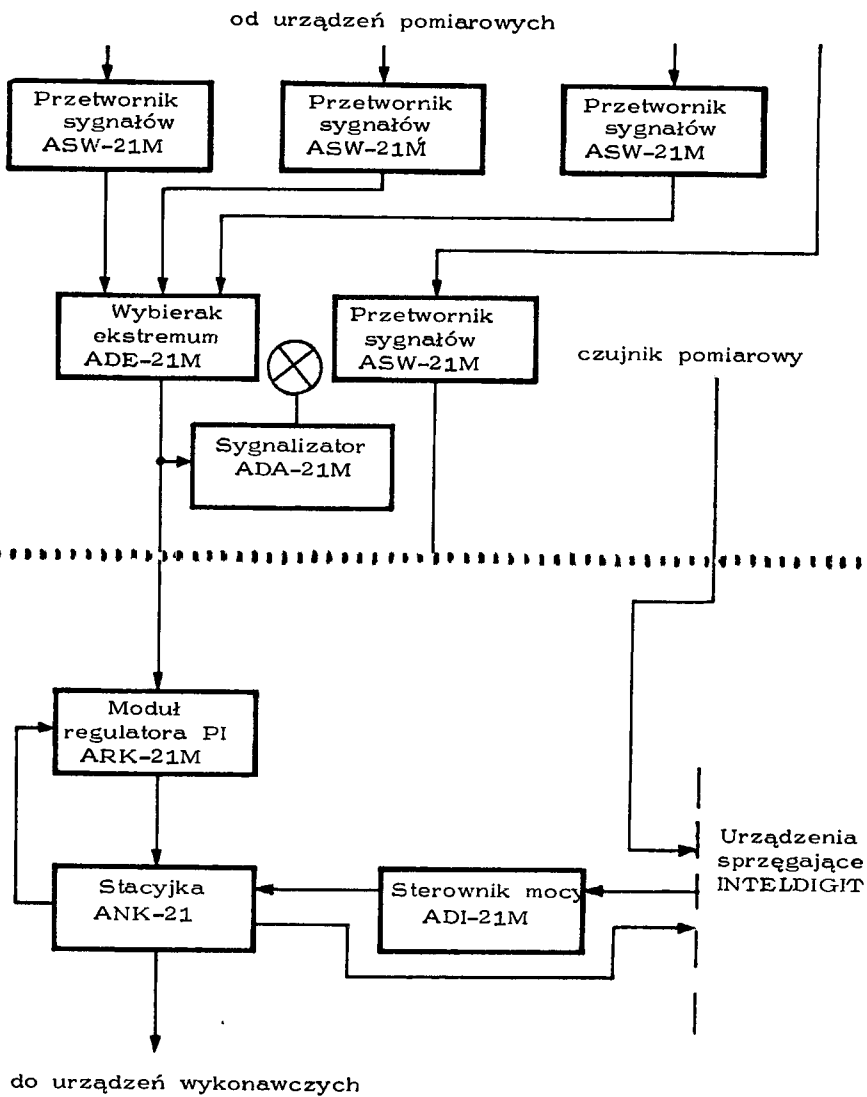 od urządzeń pomiarowych
Przetwornik
sygnałów
ASW-21M
Przetwornik
sygnałów
ASW-21M
Przetwornik
sygnałów
ASW-21M
Wybierak
ekstremum
ADE-21M
Przetwornik
sygnałów
ASW-21M
czujnik pomiarowy
Sygnalizator
ADA-21M
Moduł
regulatora PI
ARK-21M
Stacyjka
ANK-21
Sterownik mocy
ADI-21M
Urządzenia
sprzęgające
INTELDIGIT
do urządzeń wykonawczych